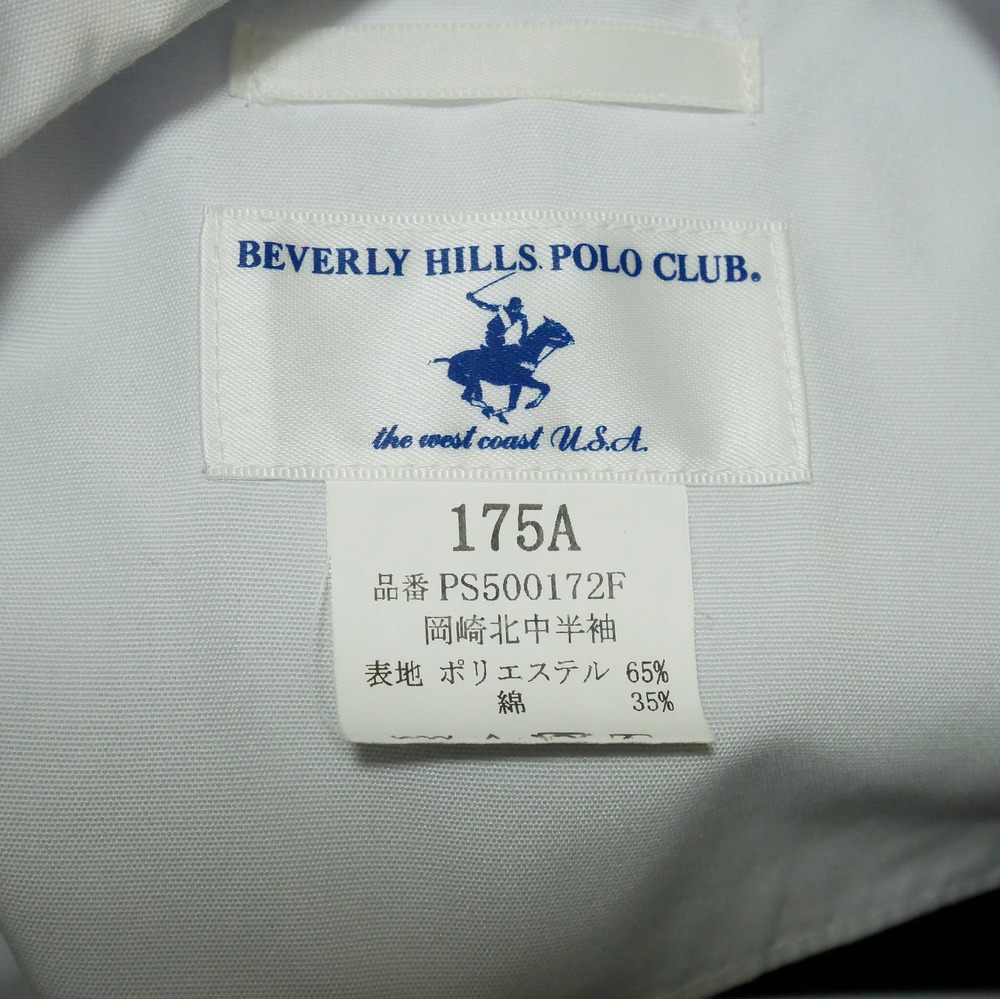 BEVERLY HILLS POLO CLUB.
the west coast U.S.A.
175A
品番 PS500172F
岡崎北中半袖
表地 ポリエステル 65%
綿 35%